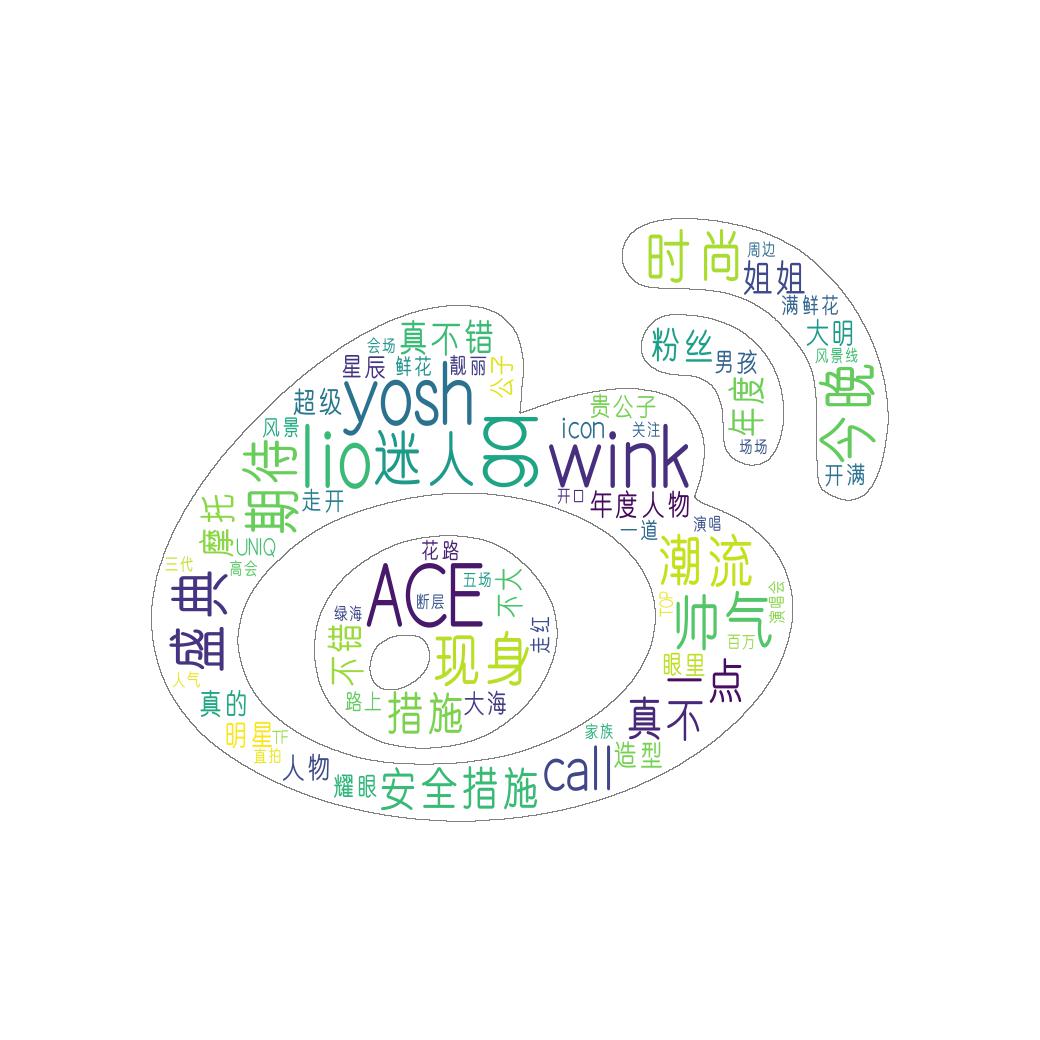 时尚
周边
姐姐
满鲜花
大明
风景线
今晚
开满
粉丝
男孩
年度
场场
会场
真不错
星辰
鲜花
靓丽
公子
超级
yosh
风景
lio
迷人
gq
期待
走开
贵公子
icon
关注
wink
开口
年度人物
一道
演唱
摩托
UNIQ
三代
高会
盛典
人气
真的
明星
TF
直拍
人物
耀眼
安全措施
call
造型
家族
真不
一点
眼里
百万
帅气
TOP
演唱会
潮流
花路
ACE
五场
断层
不大
绿海
不错
现身
走红
路上
措施
大海